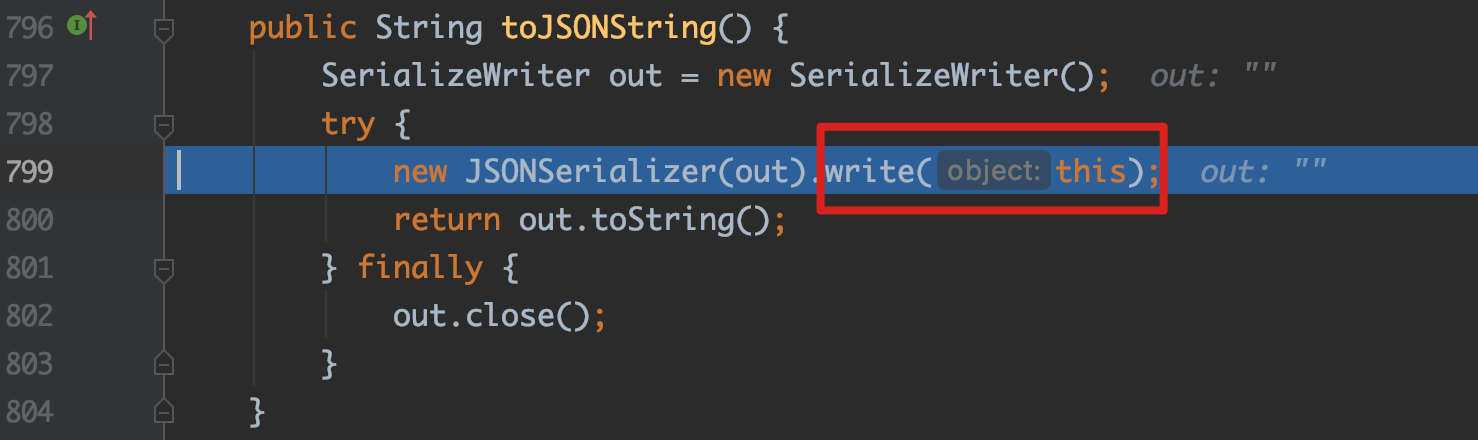 796 I public String toJSONString() {
797 SerializeWriter out = new SerializeWriter(); out: ""
798 try {
799 new JSONSerializer(out).write( object: this); out: ""
800 return out.toString();
801 } finally {
802 out.close();
803 }
804 }